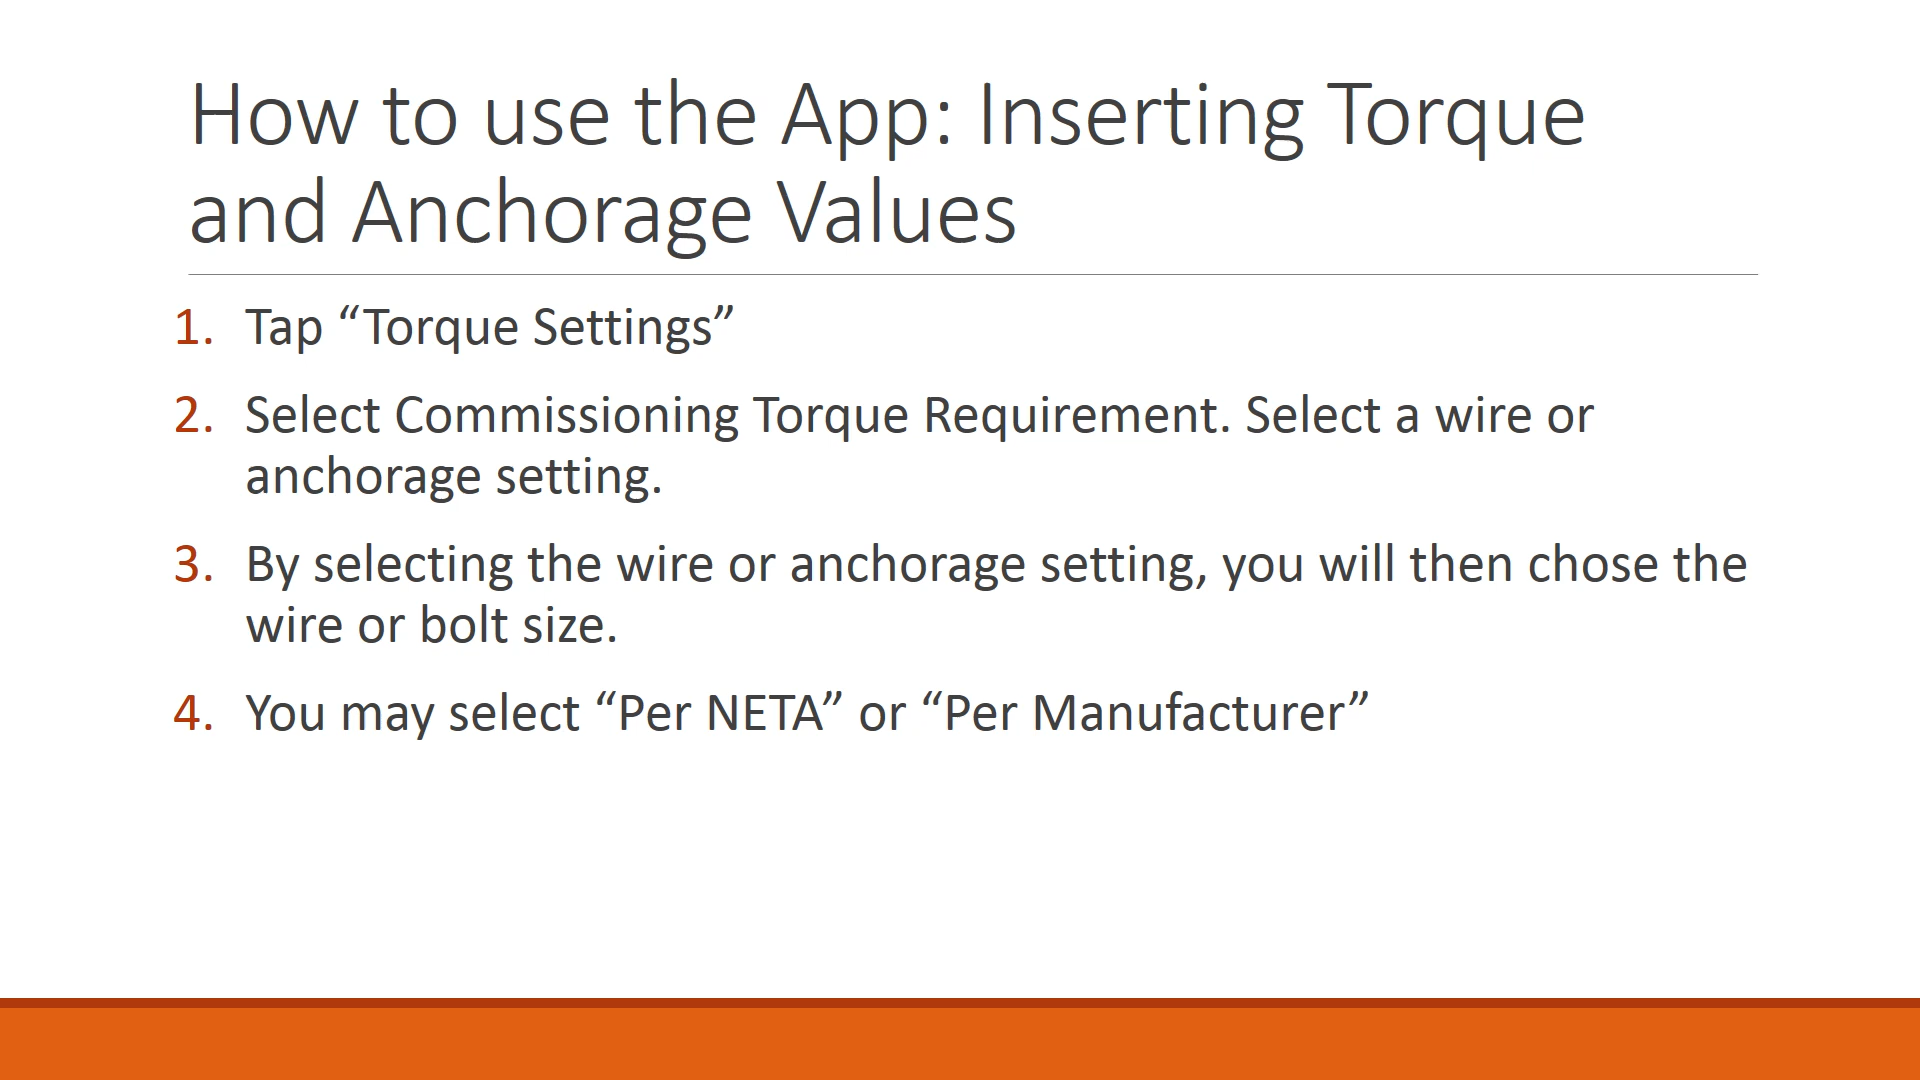 How to use the App: Inserting Torque
and Anchorage Values
1. Tap “Torque Settings”
2. Select Commissioning Torque Requirement. Select a wire or
anchorage setting.
3. By selecting the wire or anchorage setting, you will then chose the
wire or bolt size.
4. You may select “Per NETA” or “Per Manufacturer”